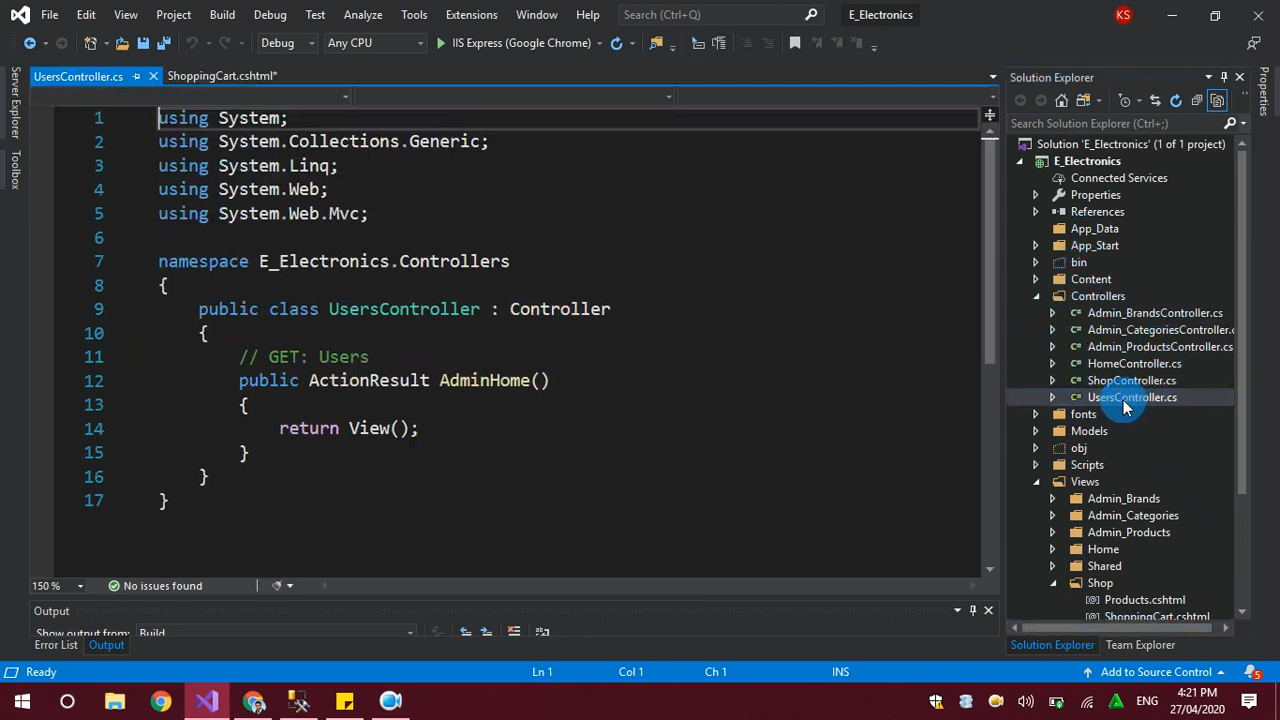 File Edit View Project Build Debug Test Analyze Tools Extensions Window Help Search (Ctrl+Q) E_Electronics KS
Debug Any CPU IIS Express (Google Chrome)
UsersController.cs ShoppingCart.cshtml*
Server Explorer
Toolbox
1 using System;
2 using System.Collections.Generic;
3 using System.Linq;
4 using System.Web;
5 using System.Web.Mvc;
6
7 namespace E_Electronics.Controllers
8 {
9 public class UsersController : Controller
10 {
11 // GET: Users
12 public ActionResult AdminHome()
13 {
14 return View();
15 }
16 }
17 }
150 % No issues found
Output
Show output from: Build
Error List Output
Solution Explorer
Search Solution Explorer (Ctrl+;)
Solution 'E_Electronics' (1 of 1 project)
E_Electronics
Connected Services
Properties
References
App_Data
App_Start
bin
Content
Controllers
C# Admin_BrandsController.cs
C# Admin_CategoriesController.c
C# Admin_ProductsController.cs
C# HomeController.cs
C# ShopController.cs
C# UsersController.cs
fonts
Models
obj
Scripts
Views
Admin_Brands
Admin_Categories
Admin_Products
Home
Shared
Shop
[@] Products.cshtml
[@] ShoppingCart.cshtml
Solution Explorer Team Explorer
Properties
Ready Ln 1 Col 1 Ch 1 INS Add to Source Control 5
ENG 4:21 PM
27/04/2020